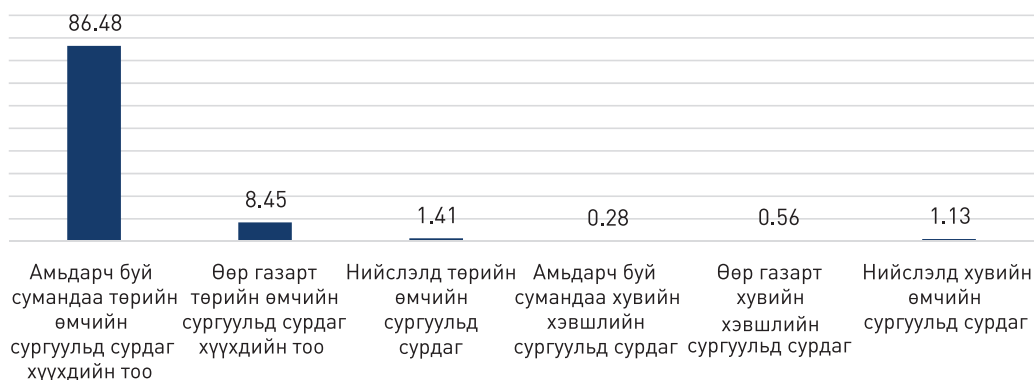 86.48
8.45
1.41
0.28
0.56
1.13
Амьдарч буй
сумандаа төрийн
өмчийн
сургуульд сурдаг
хүүхдийн тоо
Өөр газарт
төрийн өмчийн
сургуульд сурдаг
хүүхдийн тоо
Нийслэлд төрийн
өмчийн
сургуульд
сурдаг
Амьдарч буй
сумандаа хувийн
хэвшлийн
сургуульд сурдаг
Өөр газарт
хувийн
хэвшлийн
сургуульд сурдаг
Нийслэлд хувийн
өмчийн
сургуульд сурдаг